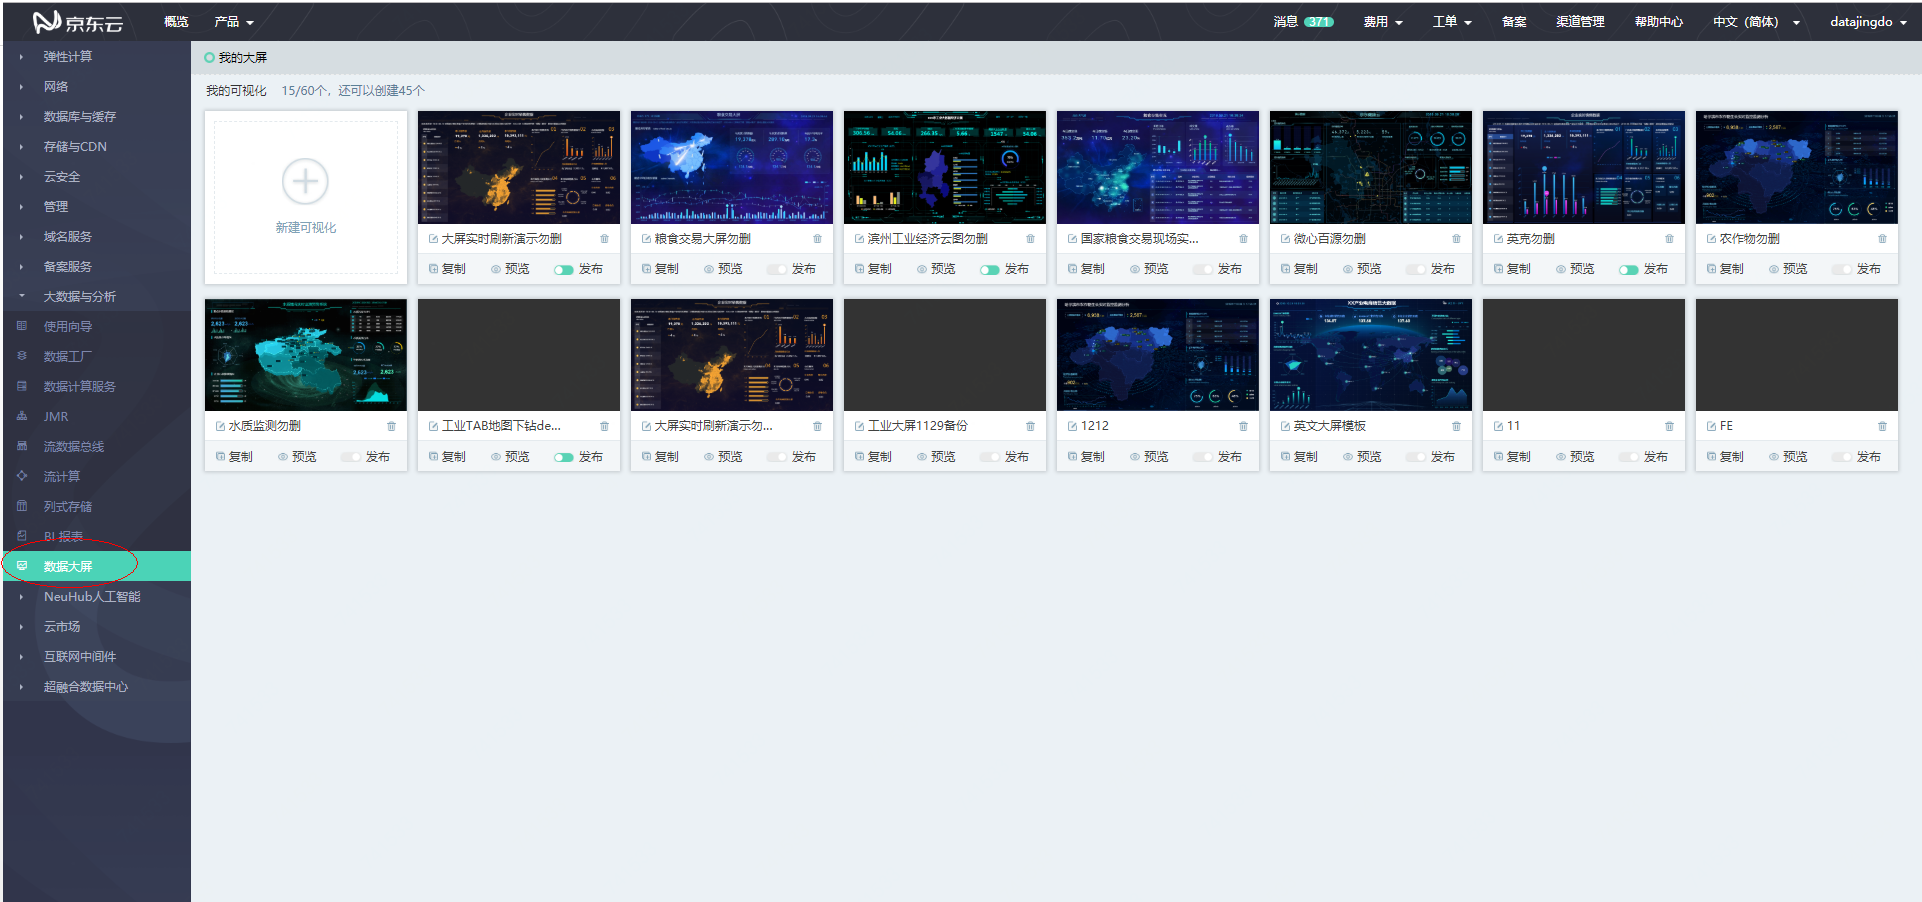 京东云
概览
产品
消息 371
费用
工单
备案
渠道管理
帮助中心
中文（简体）
datajingdo
弹性计算
网络
数据库与缓存
存储与CDN
云安全
管理
域名服务
备案服务
大数据与分析
使用向导
数据工厂
数据计算服务
JMR
流数据总线
流计算
列式存储
BI 报表
数据大屏
NeuHub人工智能
云市场
互联网中间件
超融合数据中心
我的大屏
我的可视化 15/60个，还可以创建45个
新建可视化
大屏实时刷新演示勿删
复制 预览 发布
粮食交易大屏勿删
复制 预览 发布
滨州工业经济云图勿删
复制 预览 发布
国家粮食交易现场实...
复制 预览 发布
微心百源勿删
复制 预览 发布
英克勿删
复制 预览 发布
农作物勿删
复制 预览 发布
水质监测勿删
复制 预览 发布
工业TAB地图下钻de...
复制 预览 发布
大屏实时刷新演示勿...
复制 预览 发布
工业大屏1129备份
复制 预览 发布
1212
复制 预览 发布
英文大屏模板
复制 预览 发布
11
复制 预览 发布
FE
复制 预览 发布